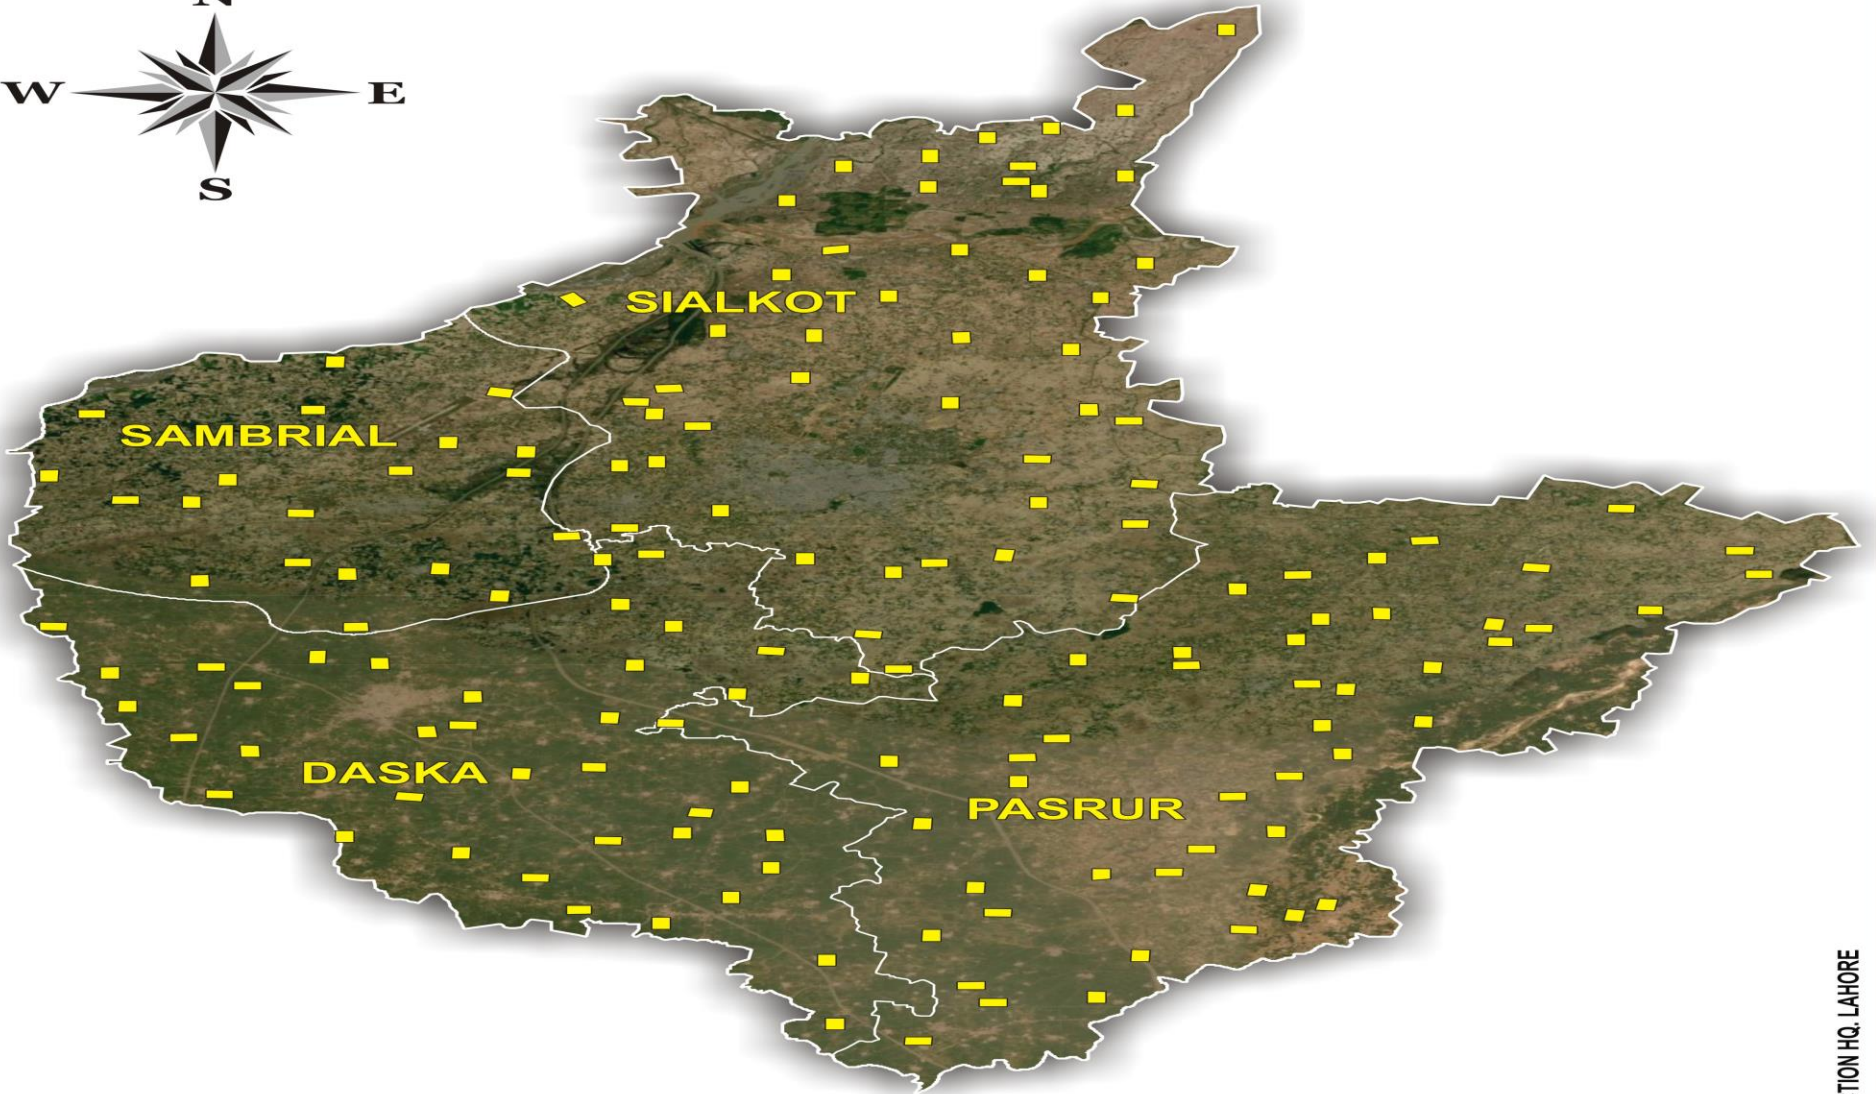 N
W E
S
SIALKOT
SAMBRIAL
DASKA
PASRUR
TION HQ. LAHORE